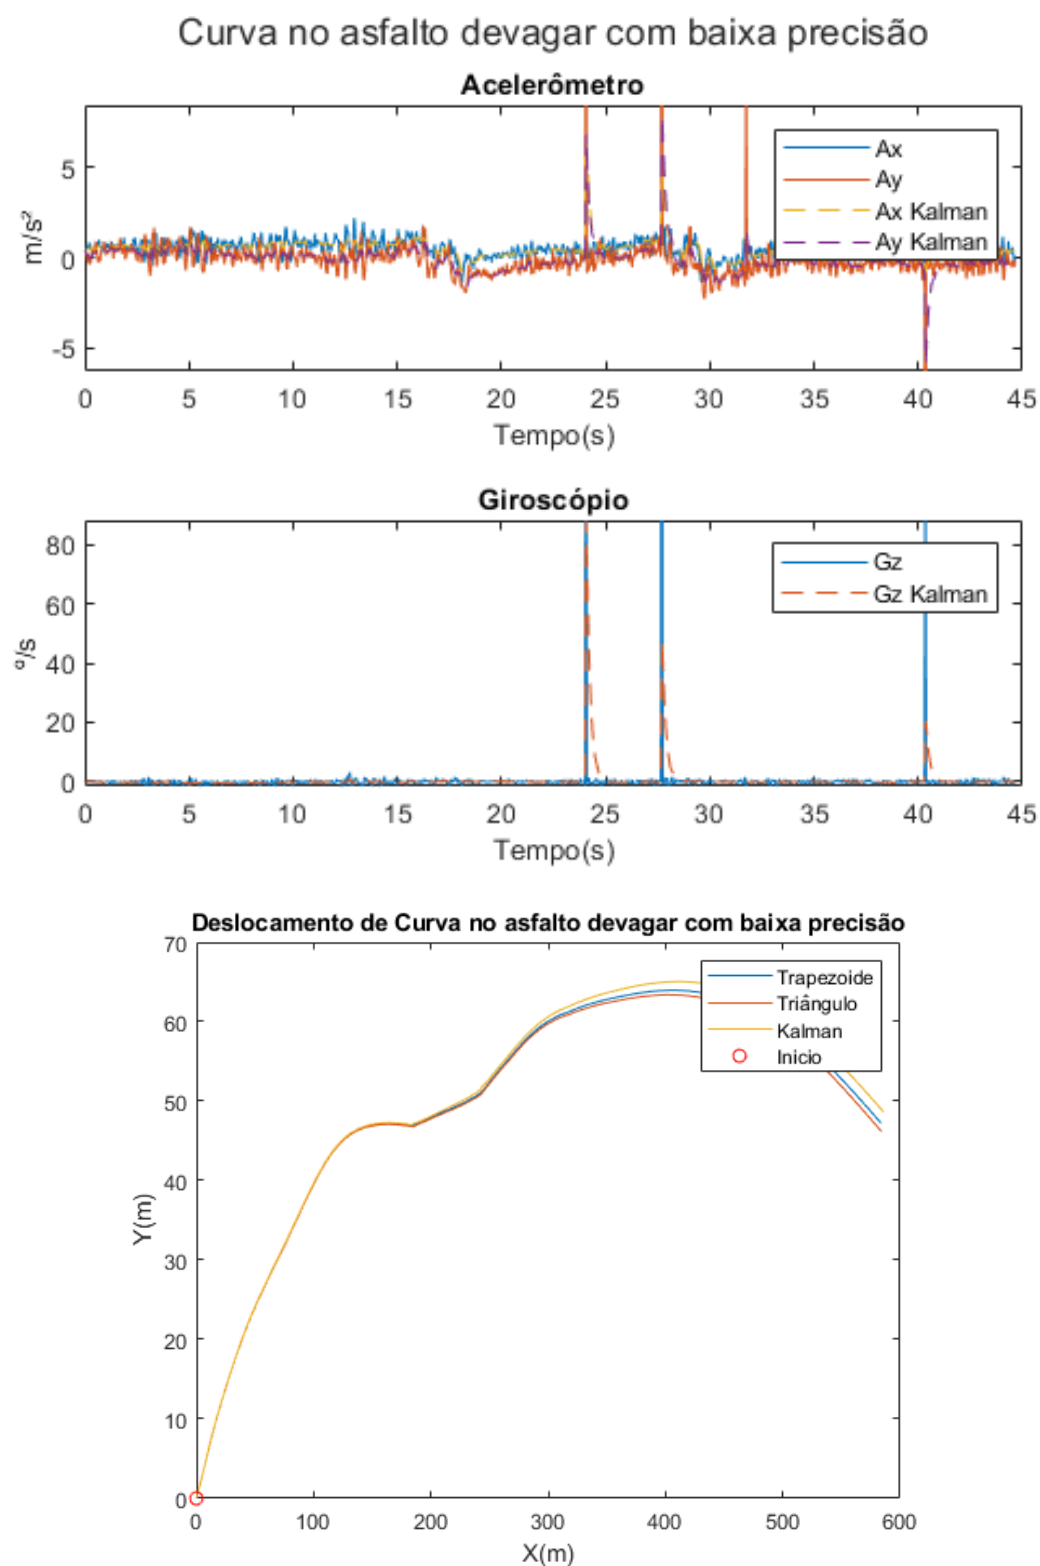 Curva no asfalto devagar com baixa precisão
Acelerômetro
Ax
Ay
Ax Kalman
Ay Kalman
m/s²
5
0
-5
0 5 10 15 20 25 30 35 40 45
Tempo(s)
Giroscópio
Gz
Gz Kalman
º/s
80
60
40
20
0
0 5 10 15 20 25 30 35 40 45
Tempo(s)
Deslocamento de Curva no asfalto devagar com baixa precisão
Trapezoide
Triângulo
Kalman
Inicio
Y(m)
70
60
50
40
30
20
10
0
0 100 200 300 400 500 600
X(m)